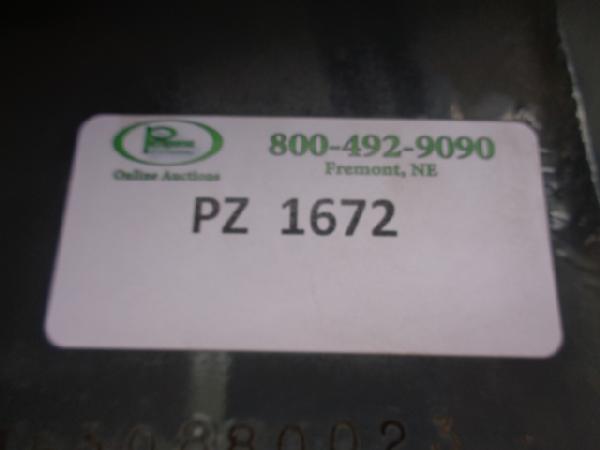 800-492-9090
Fremont, NE
Online Auctions
PZ 1672